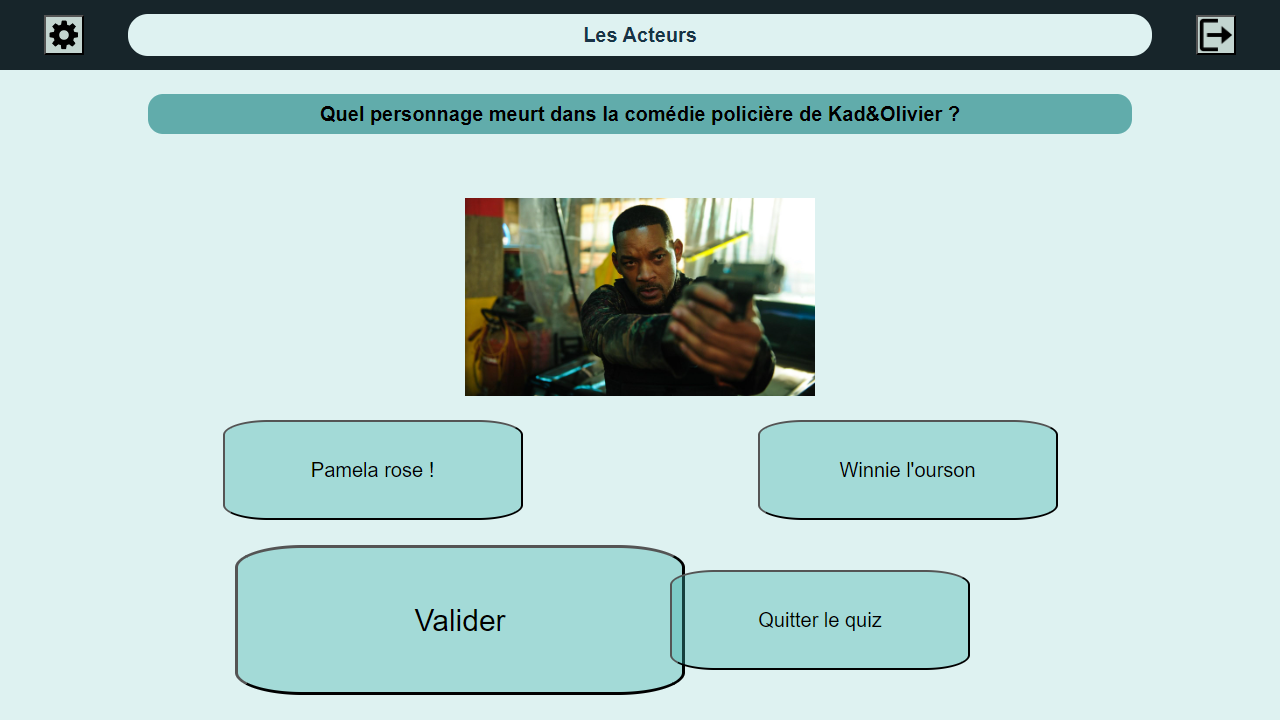 Les Acteurs
Quel personnage meurt dans la comédie policière de Kad&Olivier ?
Pamela rose !
Winnie l'ourson
Valider
Quitter le quiz